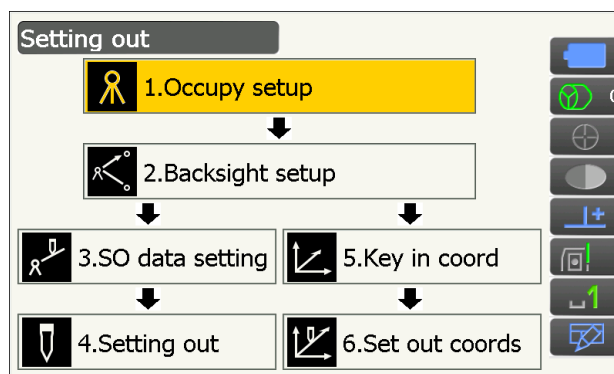 Setting out
1.Occupy setup
2.Backsight setup
3.SO data setting
5.Key in coord
4.Setting out
6.Set out coords
1